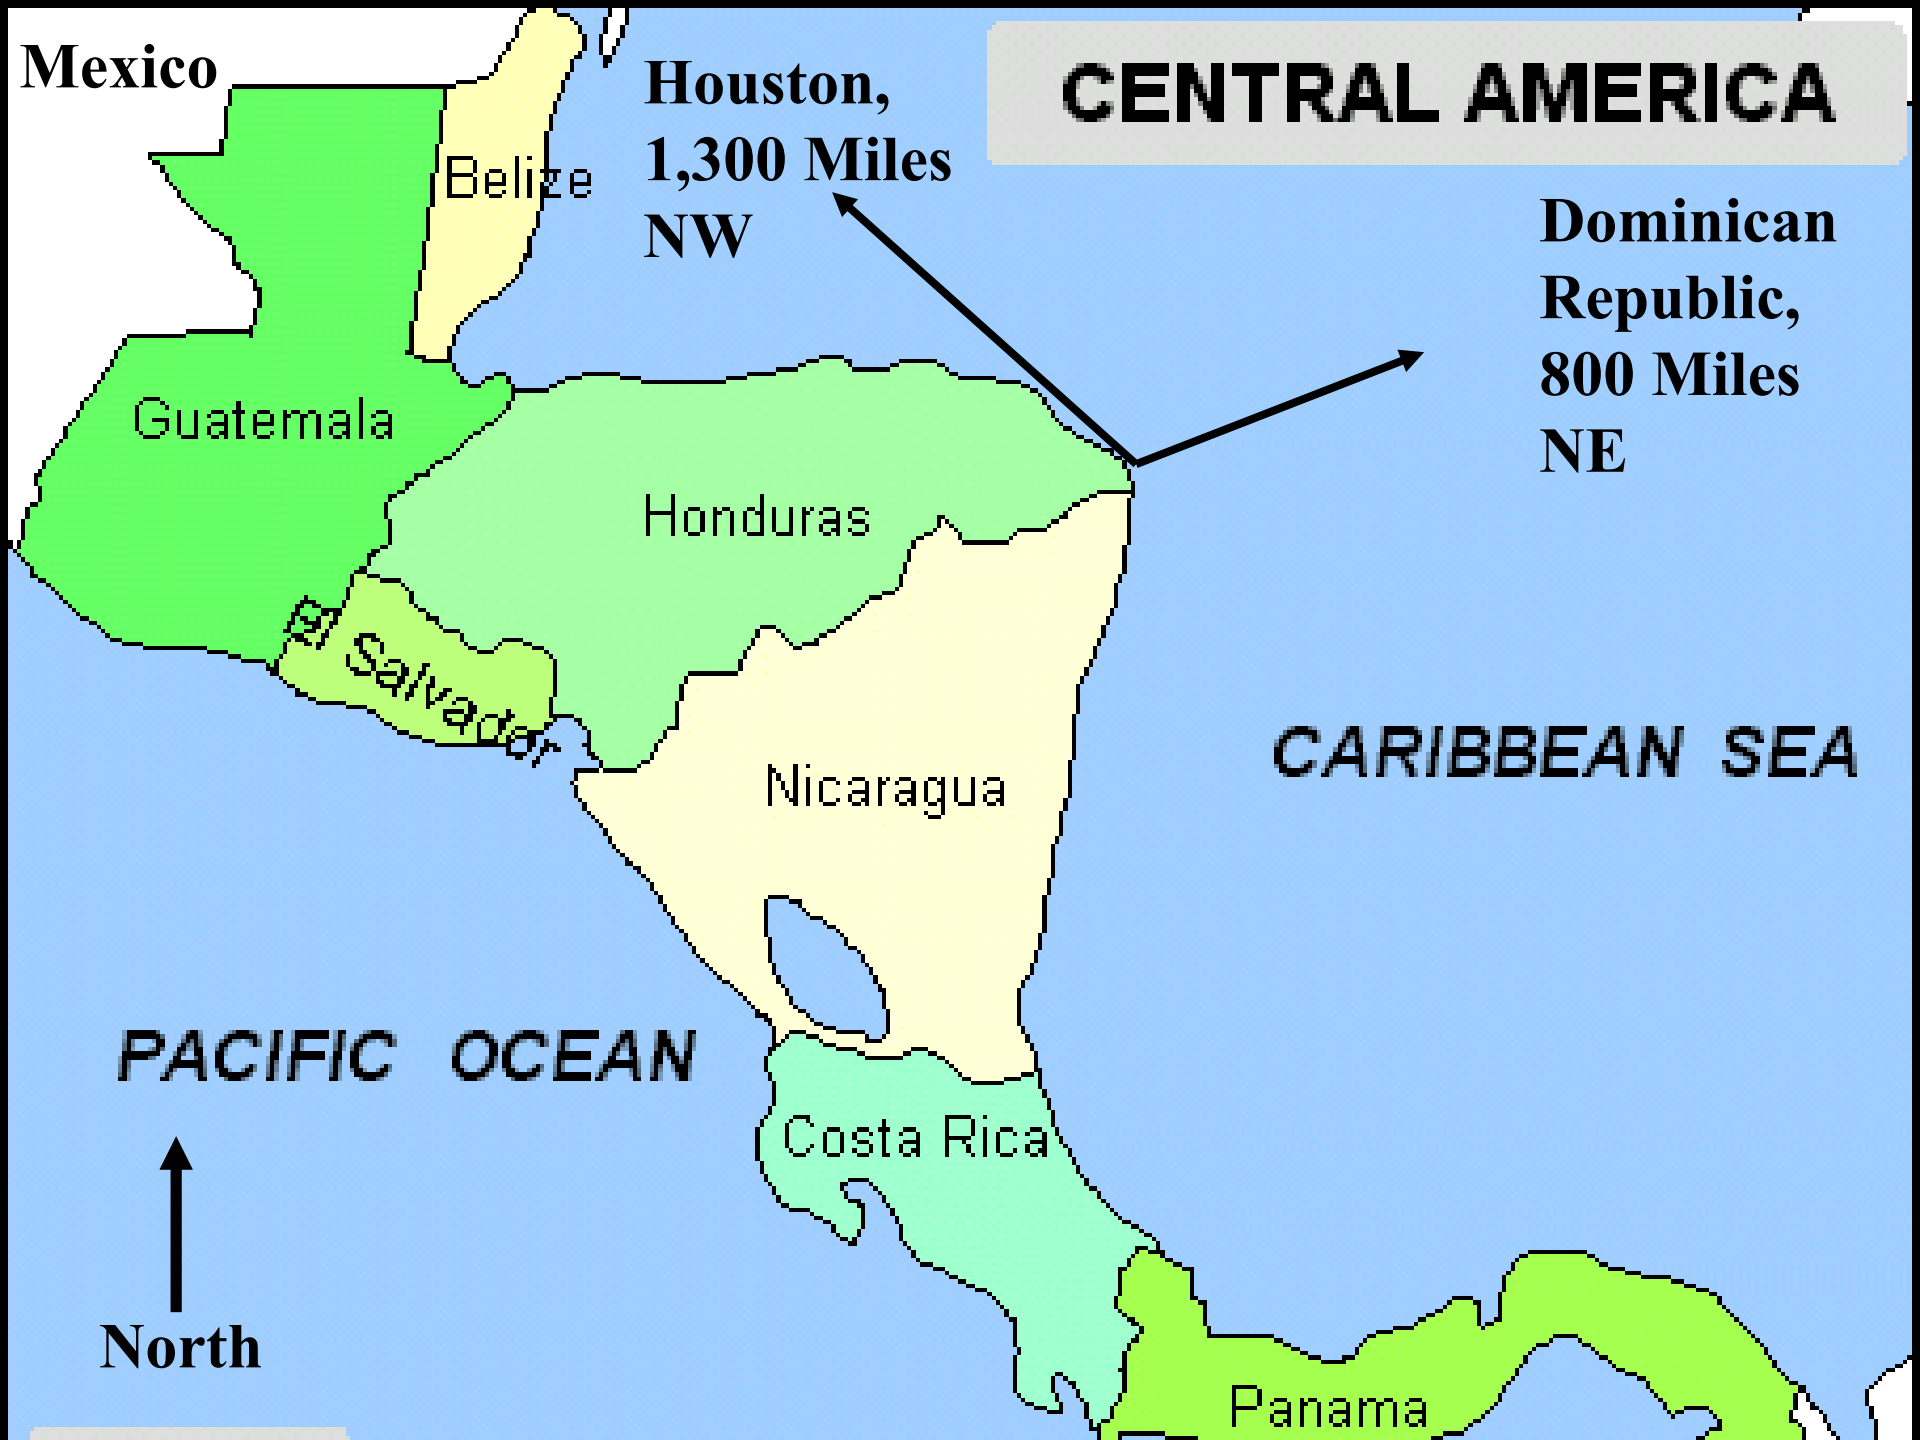 Mexico
Houston,
1,300 Miles
NW
CENTRAL AMERICA
Dominican
Republic,
800 Miles
NE
Belize
Guatemala
Honduras
El
Salvador
Nicaragua
CARIBBEAN SEA
PACIFIC OCEAN
Costa Rica
North
Panama